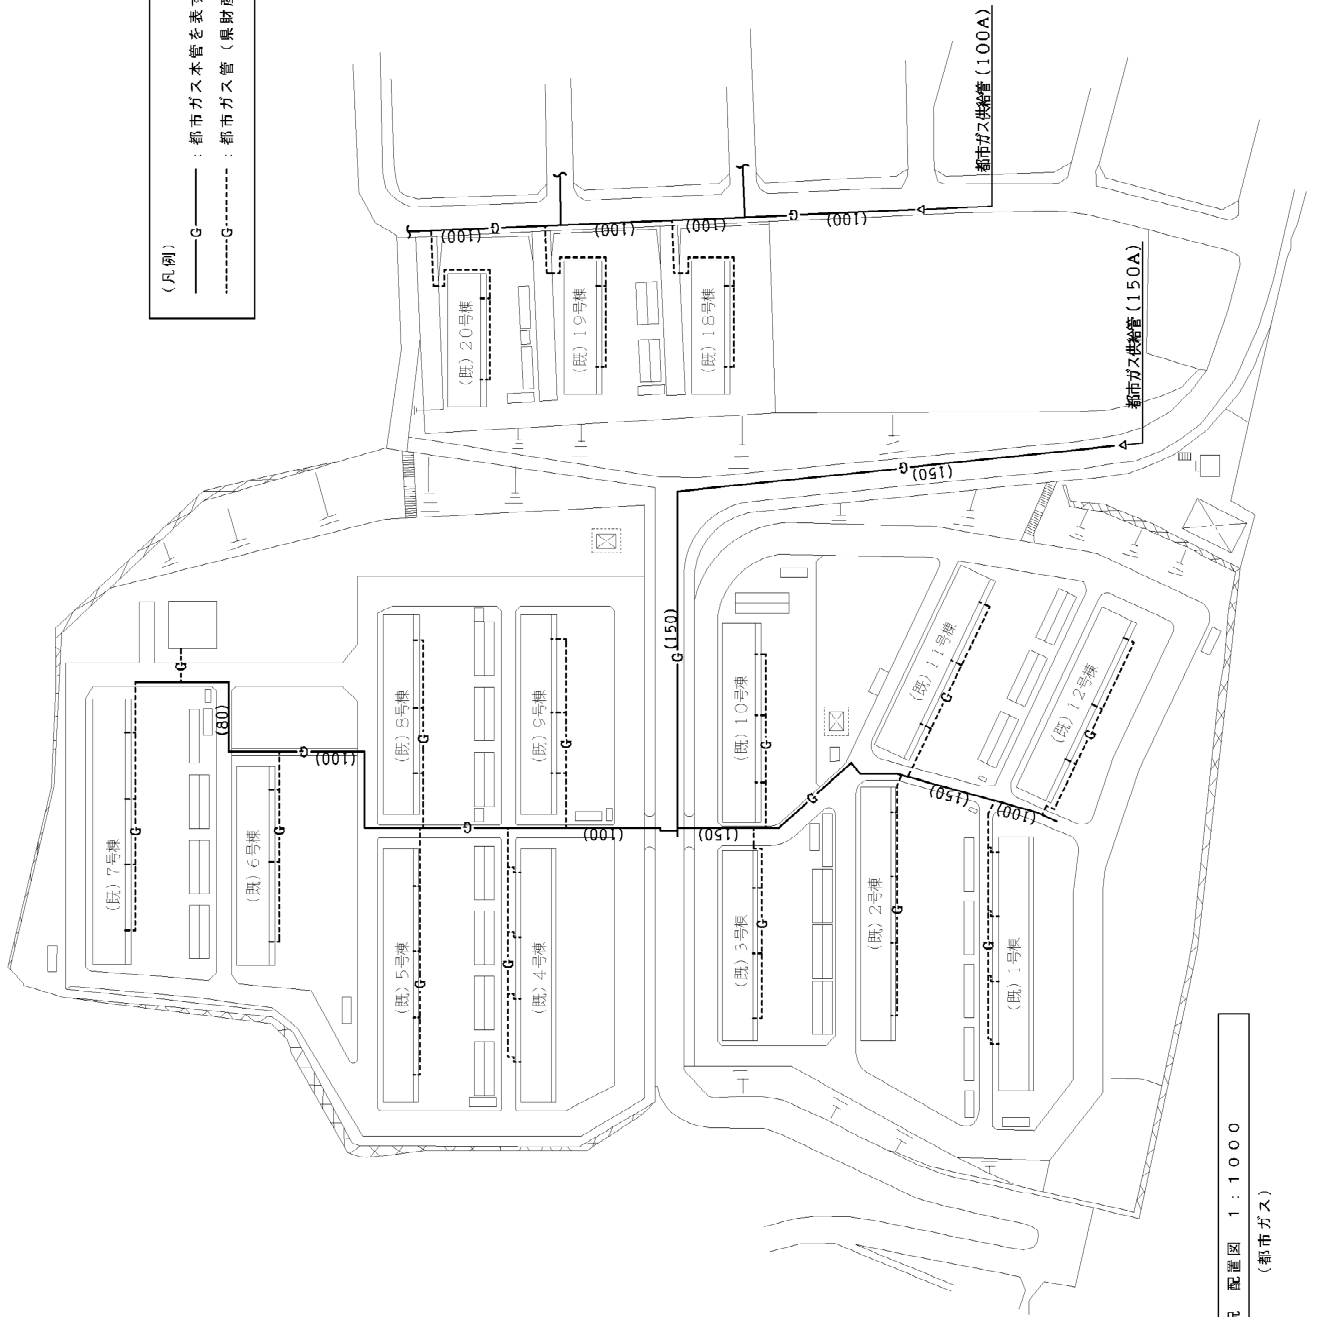 (凡例)
G : 都市ガス本管を表す
G : 都市ガス管 (県財産
都市ガス供給管 (100A)
都市ガス供給管 (150A)
(100)
G
(100)
(100)
G
(100)
(既) 20号棟
(既) 19号棟
(既) 18号棟
G
(150)
(150)
G
G
(80)
(既) 7号棟
G
(既) 6号棟
G
G
(100)
(既) 8号棟
G
(既) 9号棟
G
G
(100)
(既) 5号棟
G
G
(既) 4号棟
(既) 10号棟
G
(150)
G
(既) 11号棟
G
(既) 12号棟
G
(150)
(100)
(既) 3号棟
G
(既) 2号棟
G
G
(既) 1号棟
配置図 1:1000
(都市ガス)